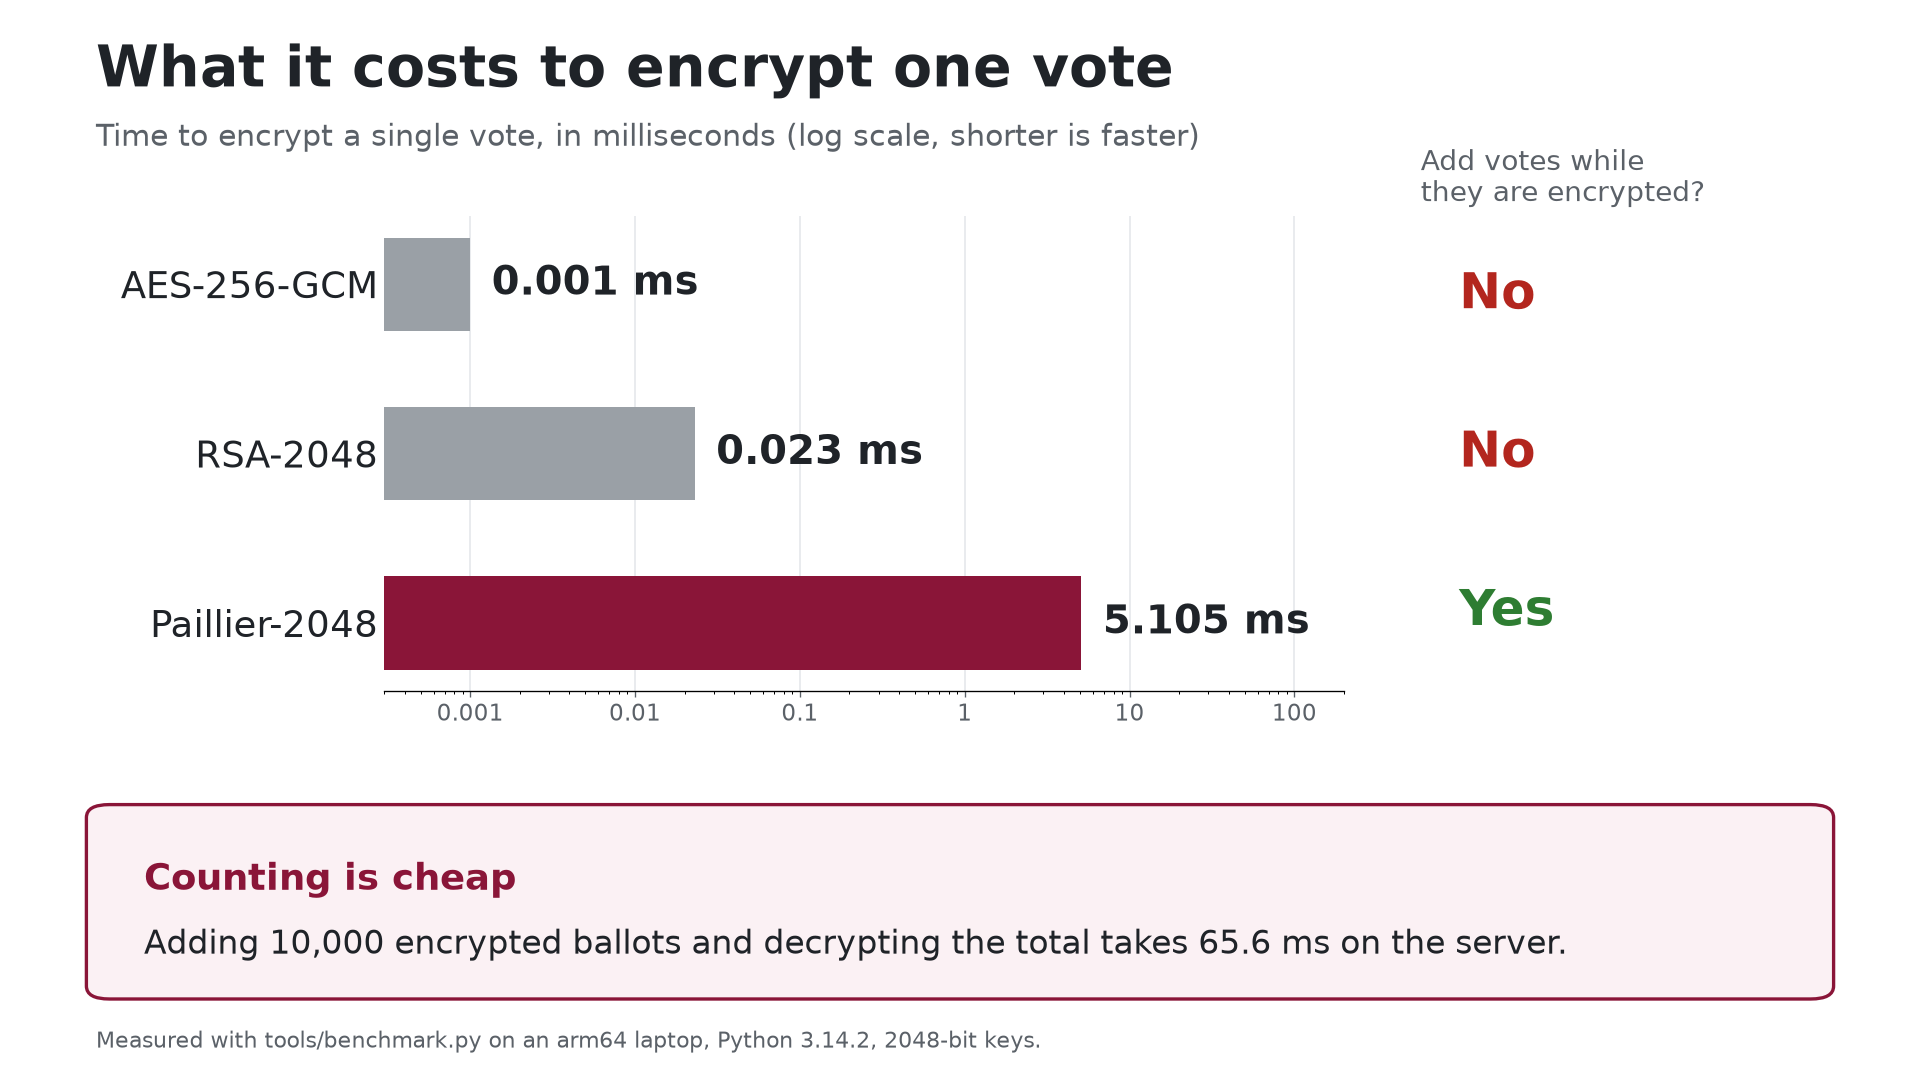 What it costs to encrypt one vote
Time to encrypt a single vote, in milliseconds (log scale, shorter is faster)
Add votes while
they are encrypted?
AES-256-GCM
0.001 ms
No
RSA-2048
0.023 ms
No
Paillier-2048
5.105 ms
Yes
0.001
0.01
0.1
1
10
100
Counting is cheap
Adding 10,000 encrypted ballots and decrypting the total takes 65.6 ms on the server.
Measured with tools/benchmark.py on an arm64 laptop, Python 3.14.2, 2048-bit keys.